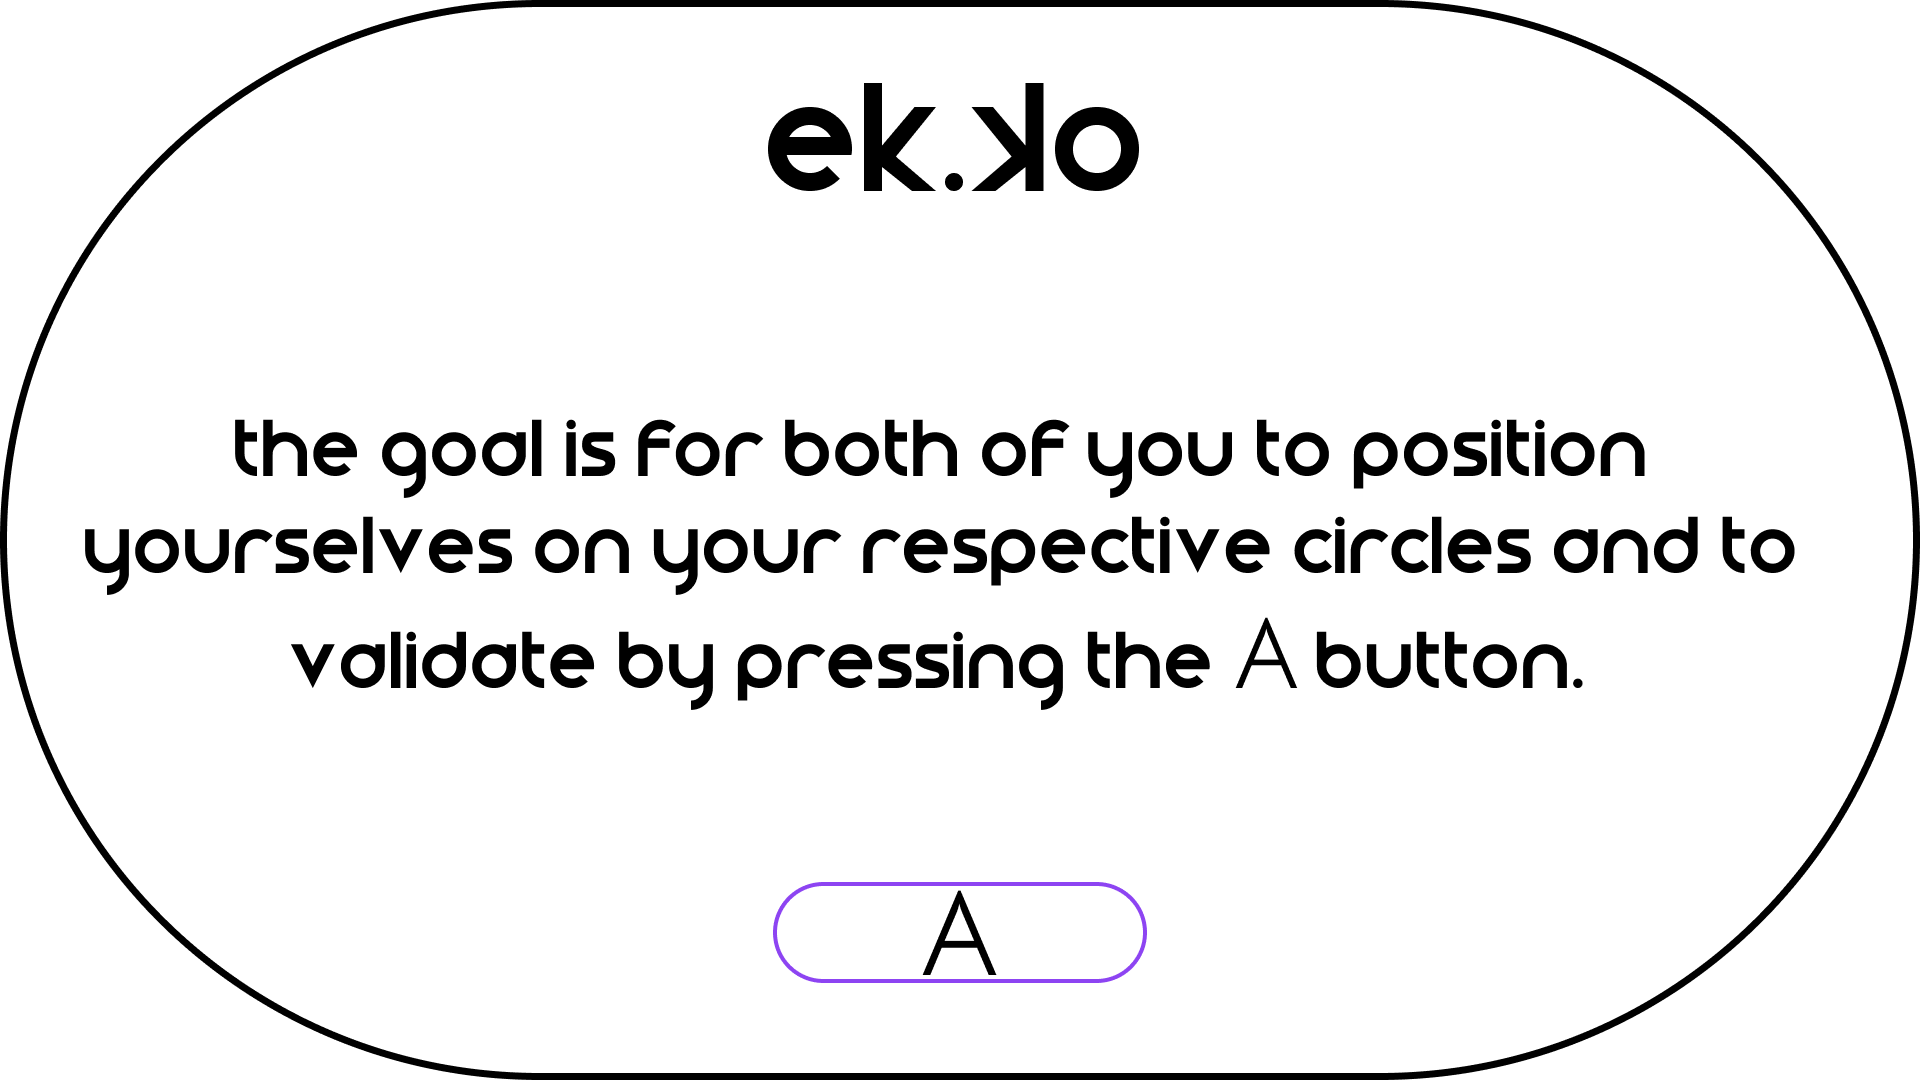 ek.ko
the goal is for both of you to position
yourselves on your respective circles and to
validate by pressing the A button.
A